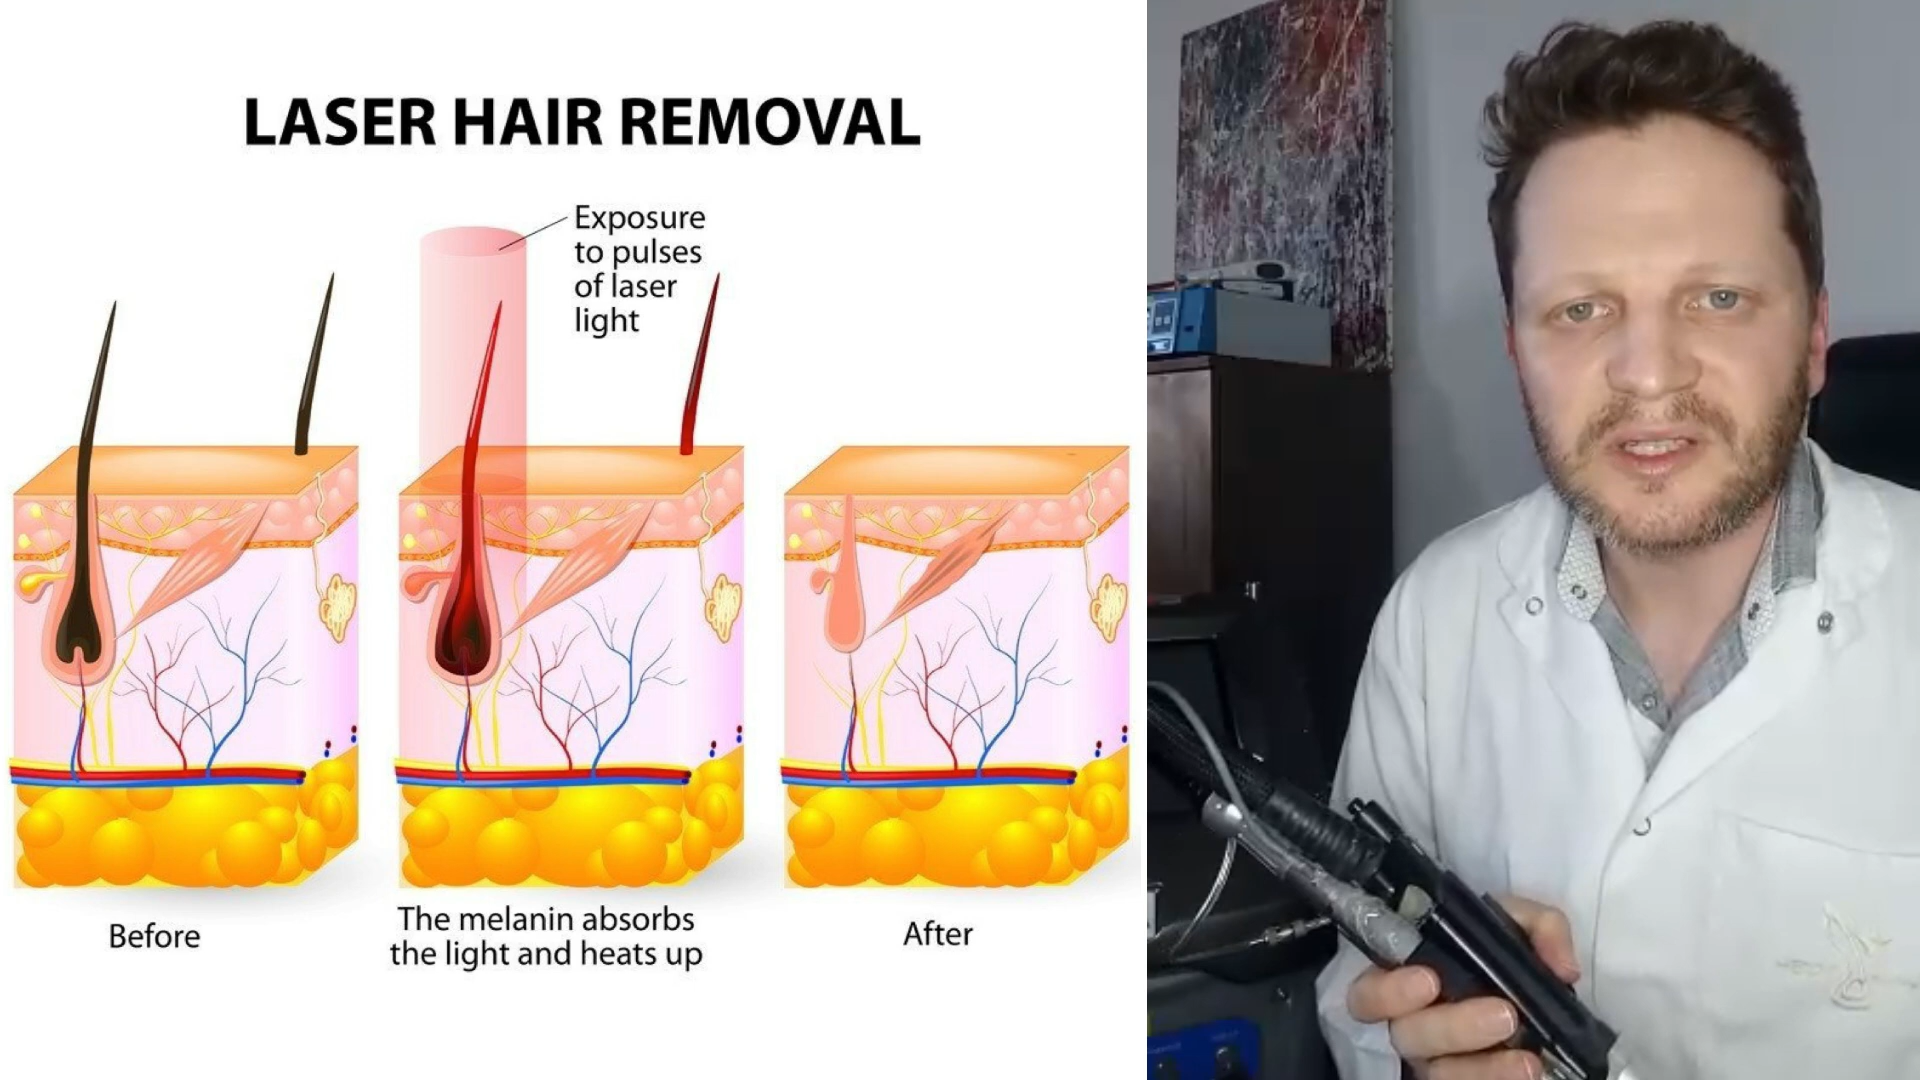 LASER HAIR REMOVAL
Exposure
to pulses
of laser
light
Before
The melanin absorbs
the light and heats up
After